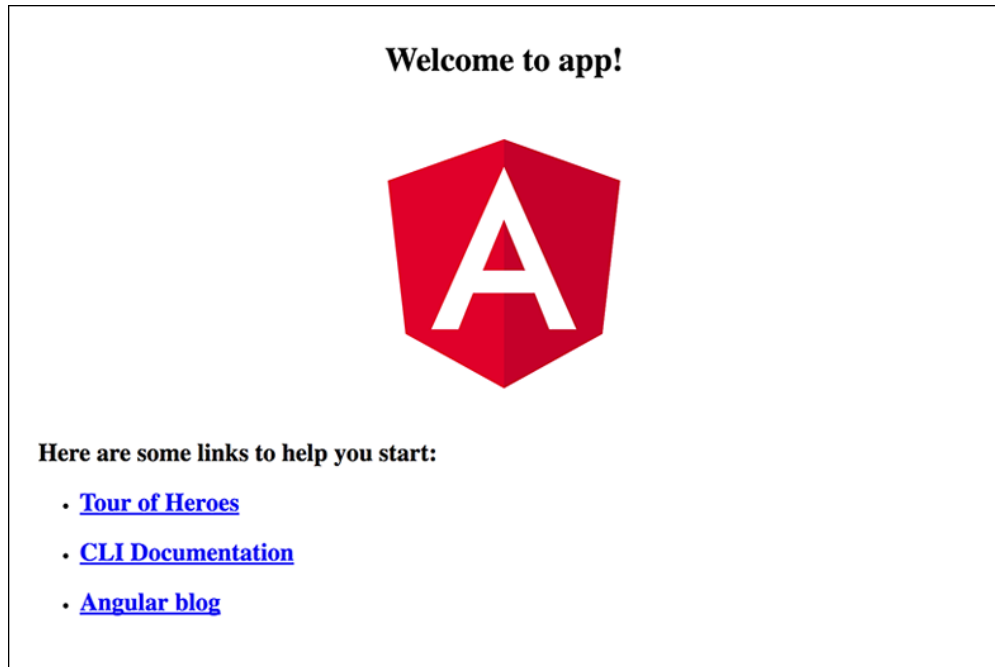 Welcome to app!
A
Here are some links to help you start:
Tour of Heroes
CLI Documentation
Angular blog